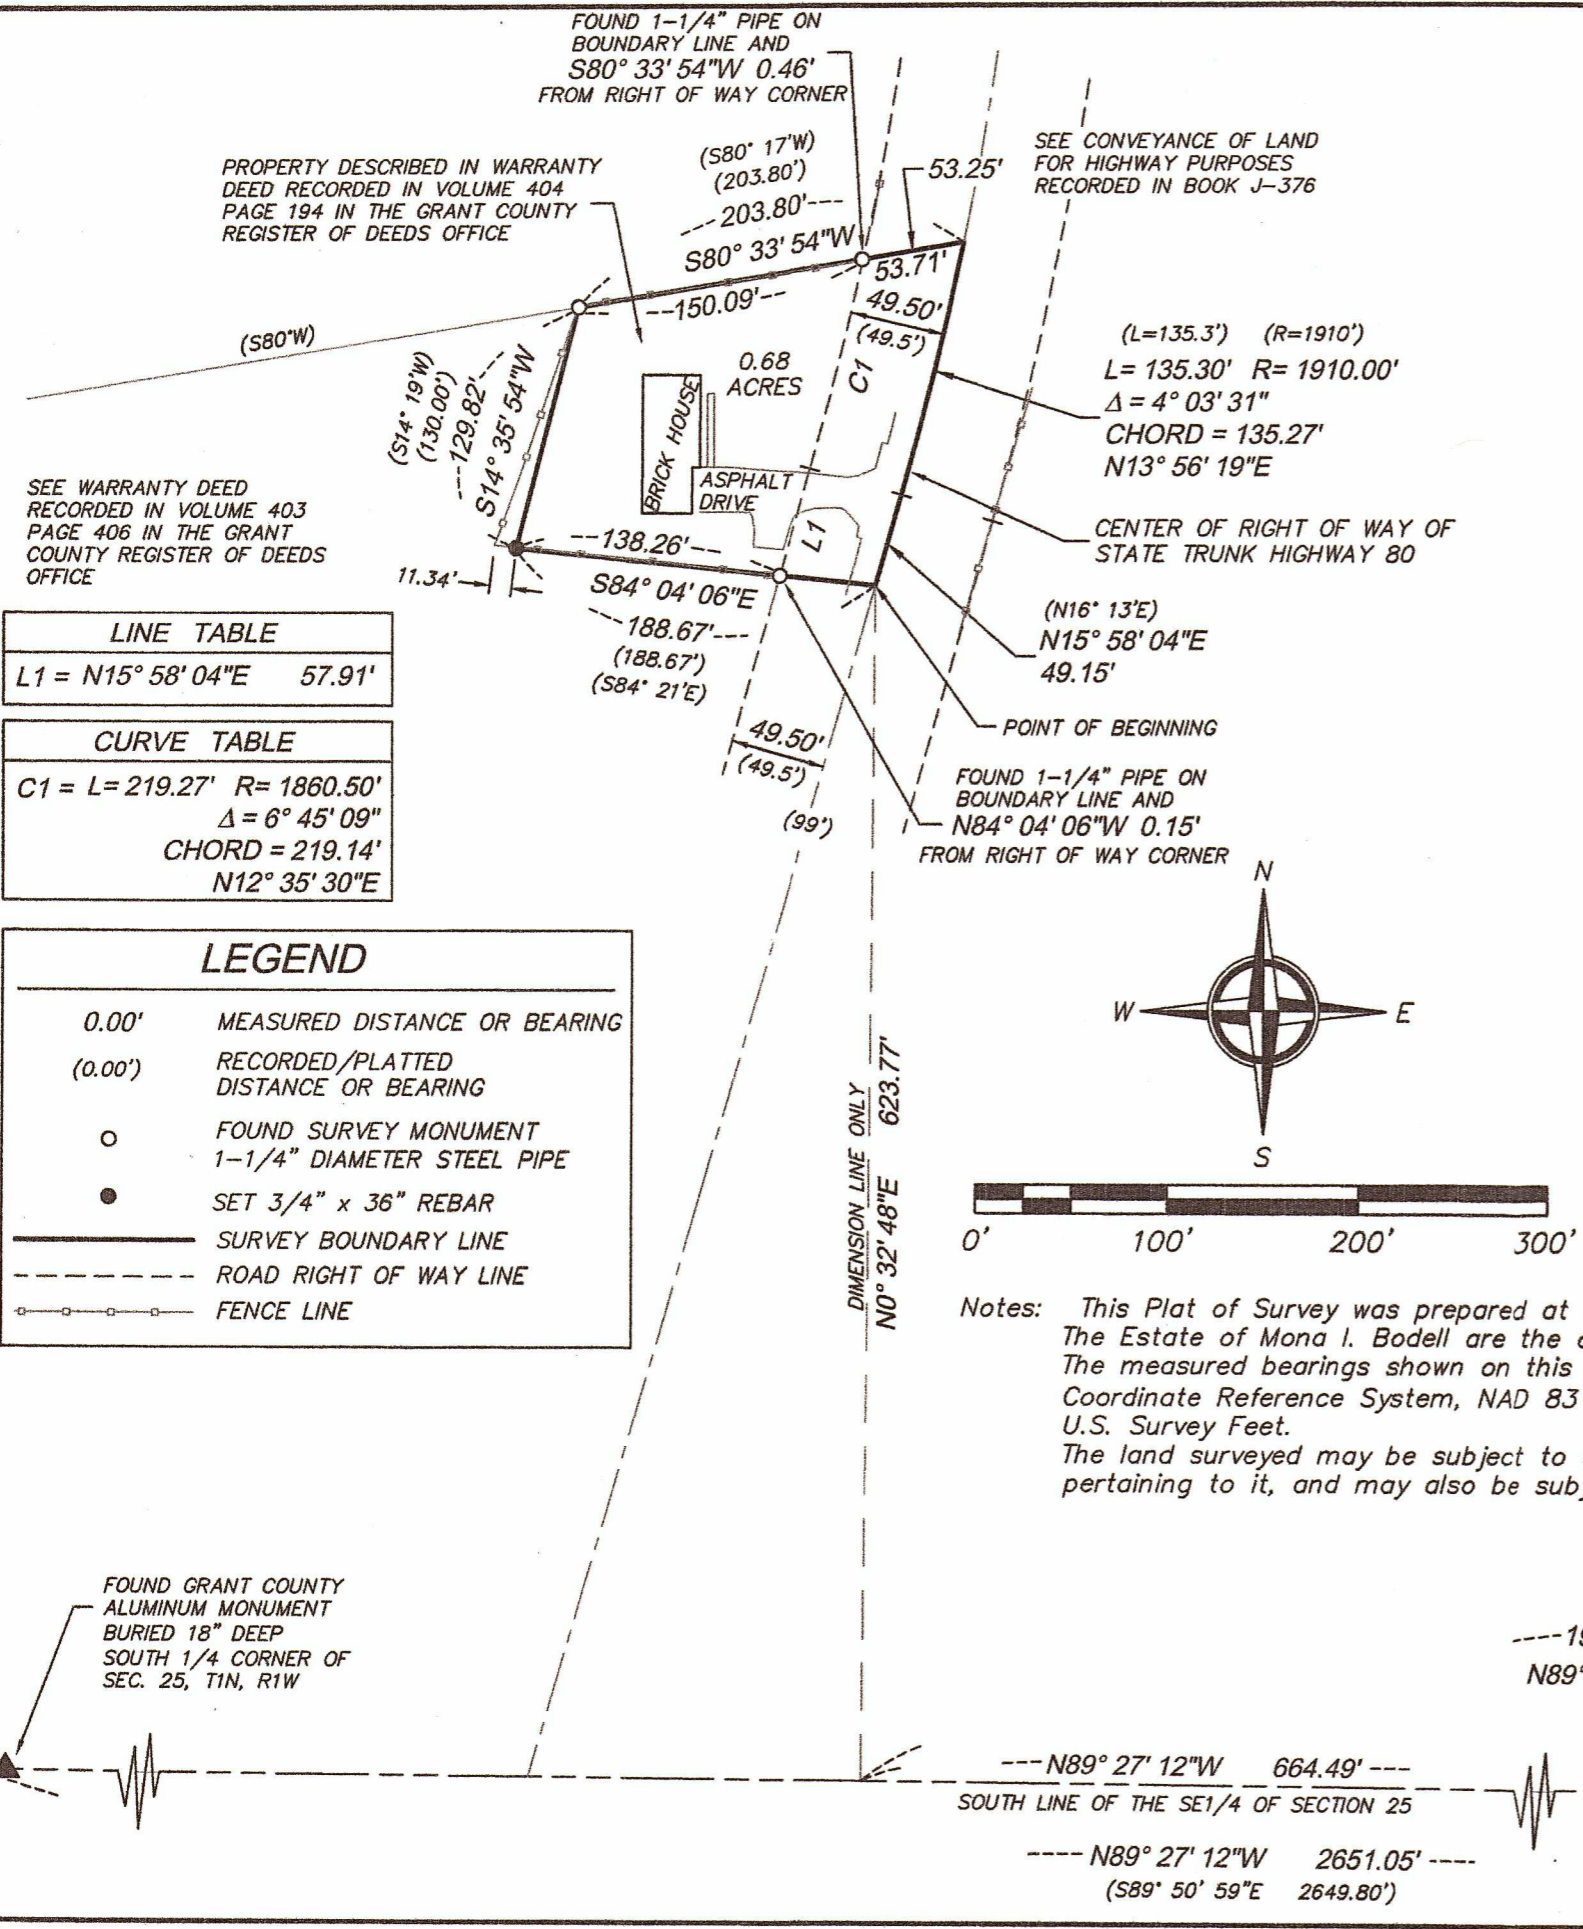 FOUND 1-1/4" PIPE ON
BOUNDARY LINE AND
S80° 33' 54"W 0.46'
FROM RIGHT OF WAY CORNER
PROPERTY DESCRIBED IN WARRANTY
DEED RECORDED IN VOLUME 404
PAGE 194 IN THE GRANT COUNTY
REGISTER OF DEEDS OFFICE
(S80° 17'W)
(203.80')
203.80'
S80° 33' 54"W
150.09'
53.25'
SEE CONVEYANCE OF LAND
FOR HIGHWAY PURPOSES
RECORDED IN BOOK J-376
53.71'
49.50'
(49.5')
C1
(S80°W)
(S14° 19'W)
(130.00')
129.82'
S14° 35' 54"W
0.68
ACRES
BRICK HOUSE
ASPHALT
DRIVE
L1
(L=135.3') (R=1910')
L= 135.30' R= 1910.00'
Δ = 4° 03' 31"
CHORD = 135.27'
N13° 56' 19"E
SEE WARRANTY DEED
RECORDED IN VOLUME 403
PAGE 406 IN THE GRANT
COUNTY REGISTER OF DEEDS
OFFICE
CENTER OF RIGHT OF WAY OF
STATE TRUNK HIGHWAY 80
11.34'
138.26'
S84° 04' 06"E
188.67'
(188.67')
(S84° 21'E)
(N16° 13'E)
N15° 58' 04"E
49.15'
LINE TABLE
L1 = N15° 58' 04"E 57.91'
CURVE TABLE
C1 = L= 219.27' R= 1860.50'
Δ = 6° 45' 09"
CHORD = 219.14'
N12° 35' 30"E
POINT OF BEGINNING
49.50'
(49.5')
(99')
FOUND 1-1/4" PIPE ON
BOUNDARY LINE AND
N84° 04' 06"W 0.15'
FROM RIGHT OF WAY CORNER
LEGEND
0.00' MEASURED DISTANCE OR BEARING
(0.00') RECORDED/PLATTED
DISTANCE OR BEARING
FOUND SURVEY MONUMENT
1-1/4" DIAMETER STEEL PIPE
SET 3/4" x 36" REBAR
SURVEY BOUNDARY LINE
ROAD RIGHT OF WAY LINE
FENCE LINE
N
W E
S
DIMENSION LINE ONLY
N0° 32' 48"E 623.77'
0' 100' 200' 300'
Notes: This Plat of Survey was prepared at
The Estate of Mona I. Bodell are the
The measured bearings shown on this
Coordinate Reference System, NAD 83
U.S. Survey Feet.
The land surveyed may be subject to
pertaining to it, and may also be
FOUND GRANT COUNTY
ALUMINUM MONUMENT
BURIED 18" DEEP
SOUTH 1/4 CORNER OF
SEC. 25, T1N, R1W
N89°
N89° 27' 12"W 664.49'
SOUTH LINE OF THE SE1/4 OF SECTION 25
N89° 27' 12"W 2651.05'
(S89° 50' 59"E 2649.80')